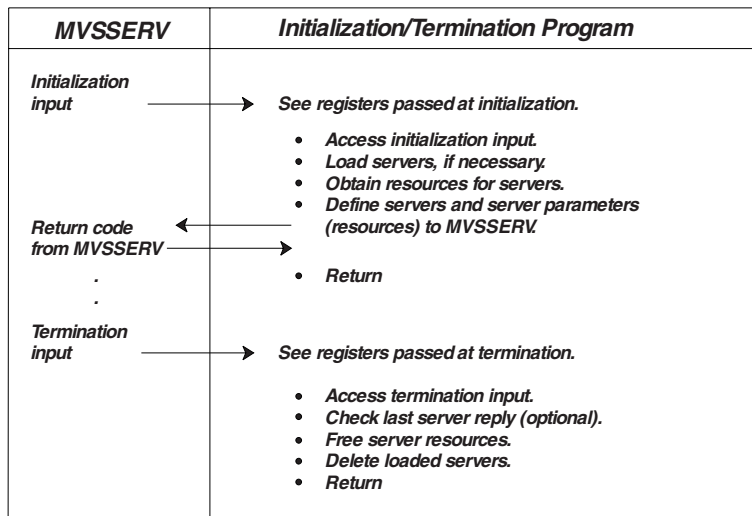 MVSSERV Initialization/Termination Program
Initialization
input See registers passed at initialization.
• Access initialization input.
• Load servers, if necessary.
• Obtain resources for servers.
• Define servers and server parameters
Return code (resources) to MVSSERV.
from MVSSERV
. • Return
.
Termination
input See registers passed at termination.
• Access termination input.
• Check last server reply (optional).
• Free server resources.
• Delete loaded servers.
• Return